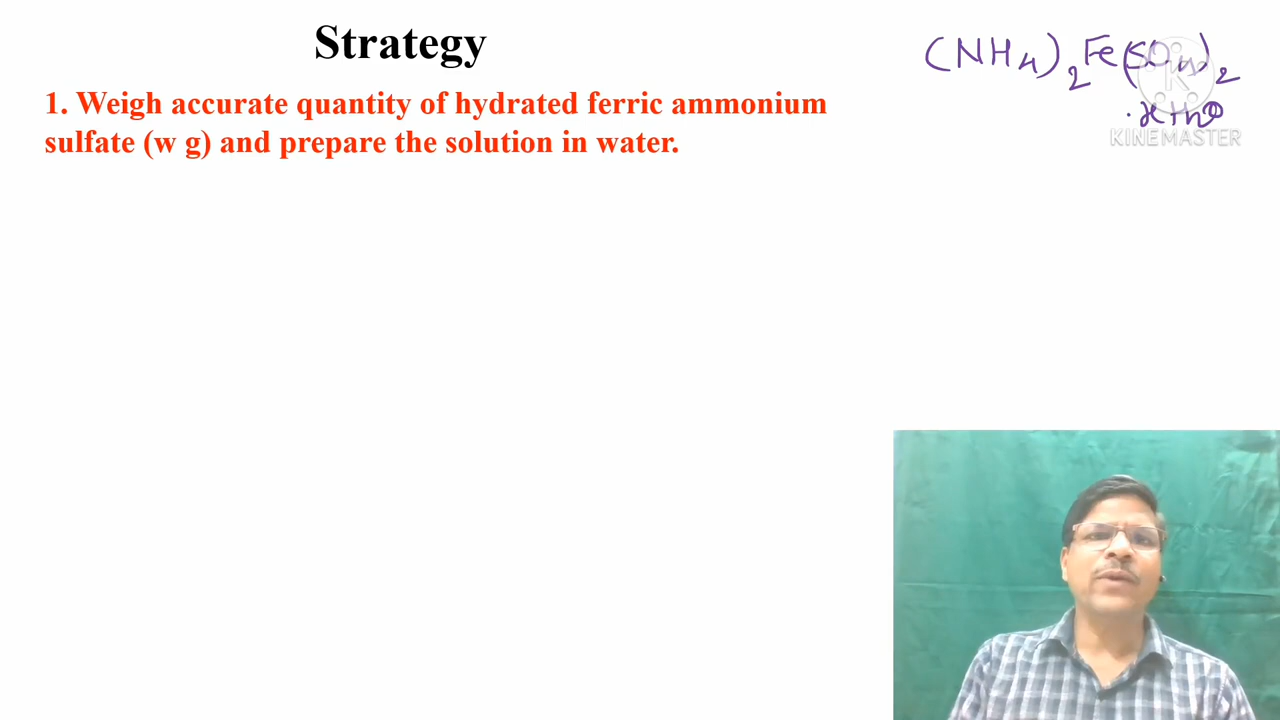 Strategy
(NH4)2Fe(SO4)2
.xH2O
1. Weigh accurate quantity of hydrated ferric ammonium
sulfate (w g) and prepare the solution in water.
KINEMASTER